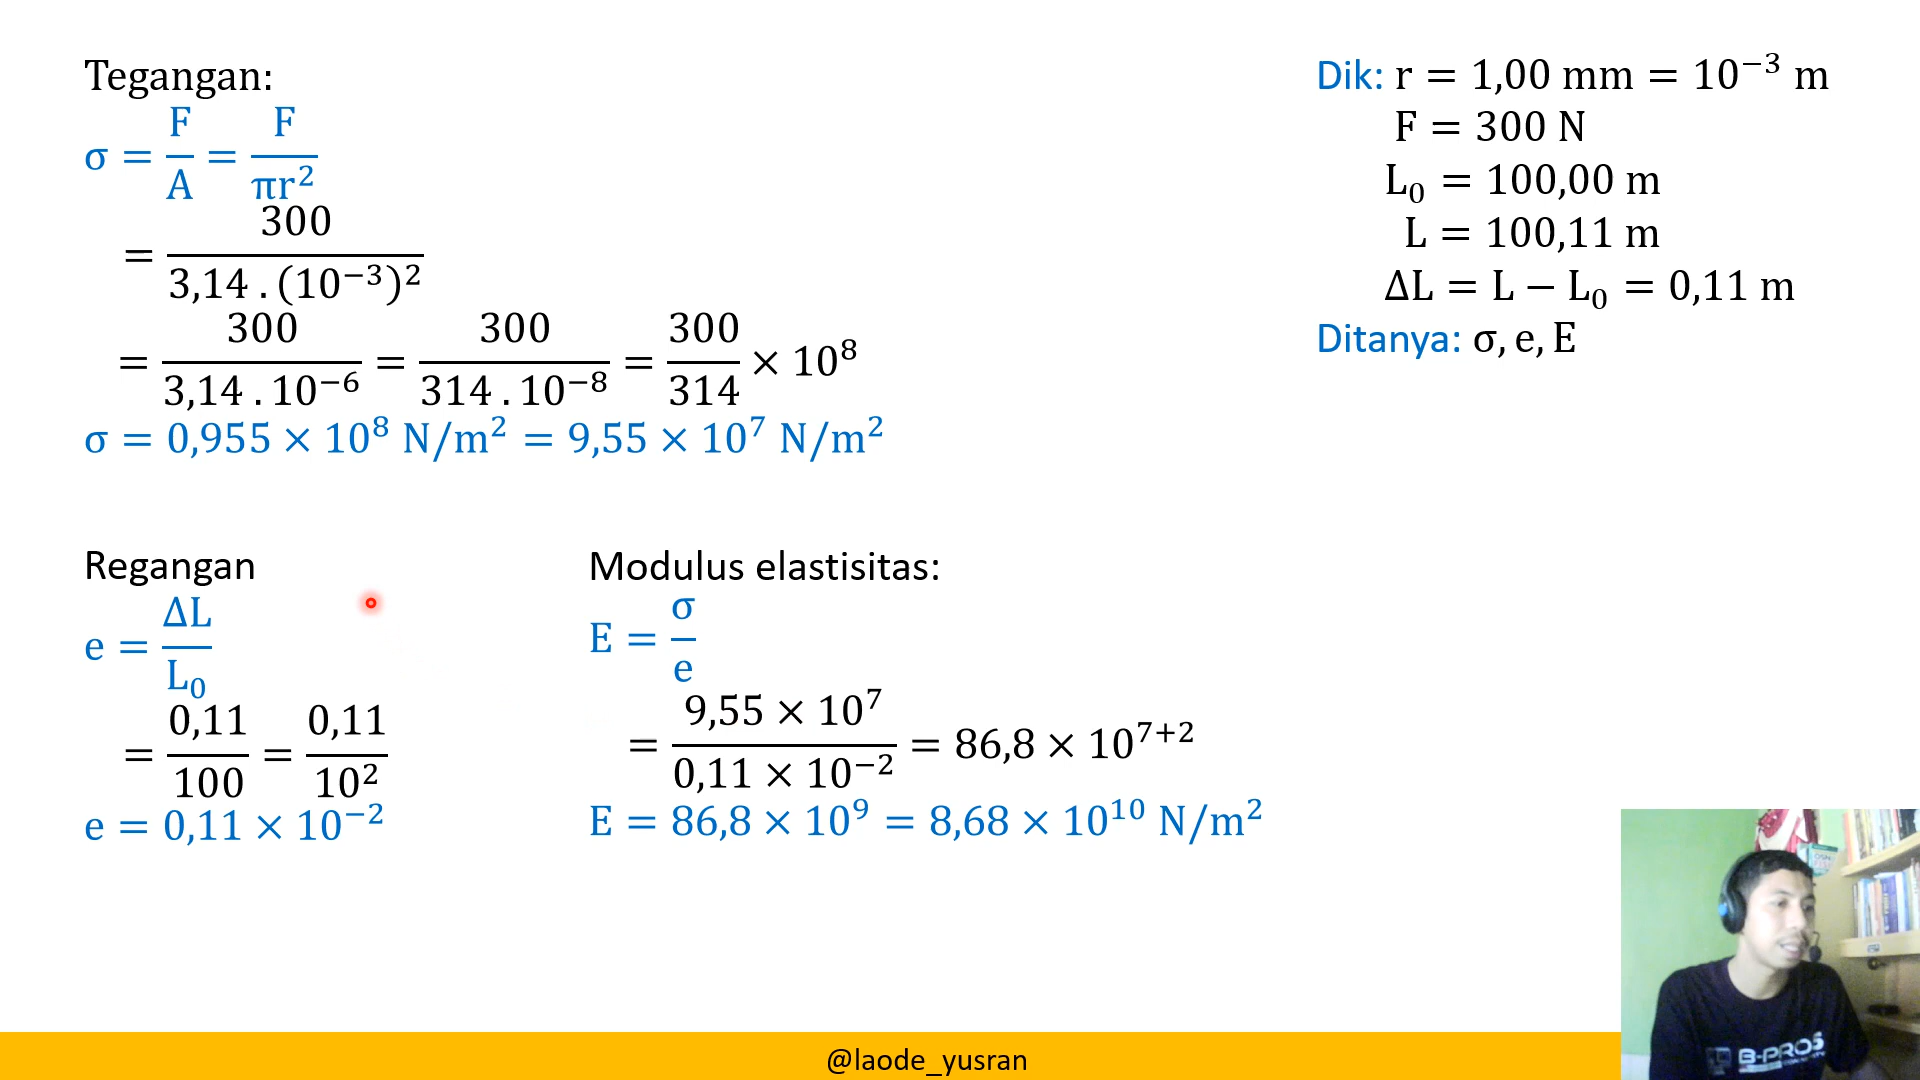 Tegangan:
σ = F/A = F/πr²
= 300/3,14 . (10⁻³)²
= 300/3,14 . 10⁻⁶ = 300/314 . 10⁻⁸ = 300/314 × 10⁸
σ = 0,955 × 10⁸ N/m² = 9,55 × 10⁷ N/m²
Dik: r = 1,00 mm = 10⁻³ m
F = 300 N
L₀ = 100,00 m
L = 100,11 m
ΔL = L − L₀ = 0,11 m
Ditanya: σ, e, E
Regangan
e = ΔL/L₀
= 0,11/100 = 0,11/10²
e = 0,11 × 10⁻²
Modulus elastisitas:
E = σ/e
= 9,55 × 10⁷/0,11 × 10⁻² = 86,8 × 10⁷⁺²
E = 86,8 × 10⁹ = 8,68 × 10¹⁰ N/m²
B-PROS
@laode_yusran